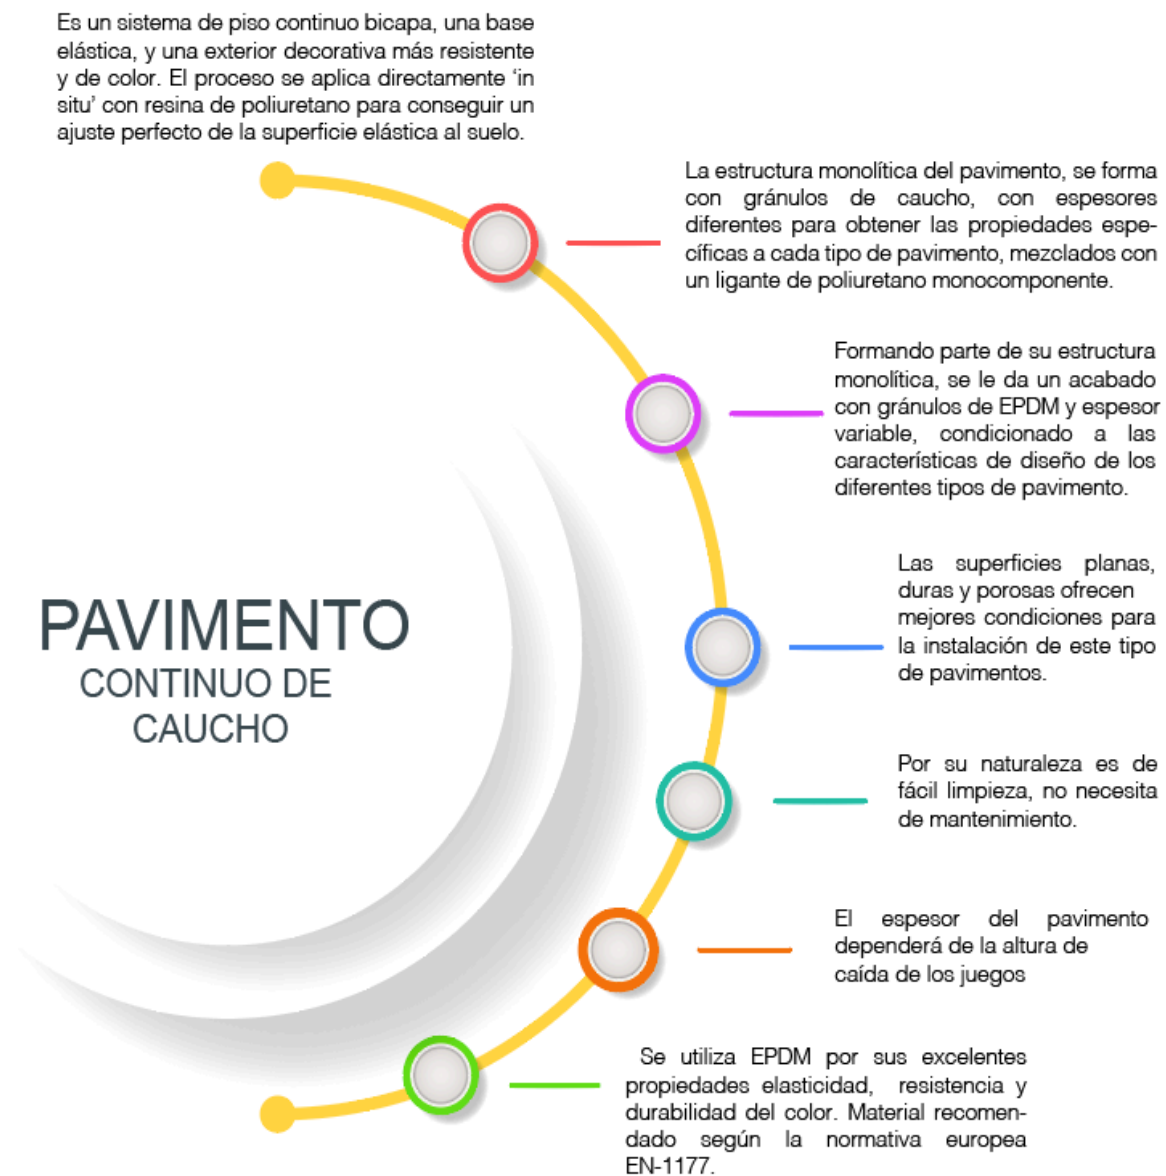 Es un sistema de piso continuo bicapa, una base
elástica, y una exterior decorativa más resistente
y de color. El proceso se aplica directamente ‘in
situ’ con resina de poliuretano para conseguir un
ajuste perfecto de la superficie elástica al suelo.
La estructura monolítica del pavimento, se forma
con gránulos de caucho, con espesores
diferentes para obtener las propiedades espe-
cíficas a cada tipo de pavimento, mezclados con
un ligante de poliuretano monocomponente.
Formando parte de su estructura
monolítica, se le da un acabado
con gránulos de EPDM y espesor
variable, condicionado a las
características de diseño de los
diferentes tipos de pavimento.
Las superficies planas,
duras y porosas ofrecen
mejores condiciones para
la instalación de este tipo
de pavimentos.
PAVIMENTO
CONTINUO DE
CAUCHO
Por su naturaleza es de
fácil limpieza, no necesita
de mantenimiento.
El espesor del pavimento
dependerá de la altura de
caída de los juegos
Se utiliza EPDM por sus excelentes
propiedades elasticidad, resistencia y
durabilidad del color. Material recomen-
dado según la normativa europea
EN-1177.